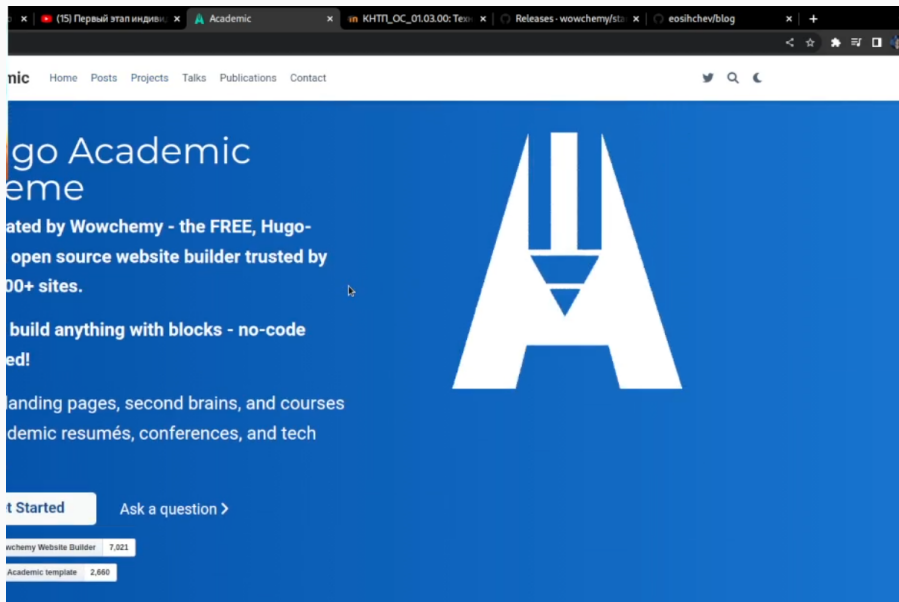 (15) Первый этап индиви
Academic
КНТП_ОС_01.03.00: Техн
Releases · wowchemy/sta
eosihchev/blog
mic
Home Posts Projects Talks Publications Contact
go Academic
eme
ated by Wowchemy - the FREE, Hugo-
open source website builder trusted by
00+ sites.
build anything with blocks - no-code
ed!
landing pages, second brains, and courses
demic resumés, conferences, and tech
t Started
Ask a question
wchemy Website Builder 7,021
Academic template 2,660